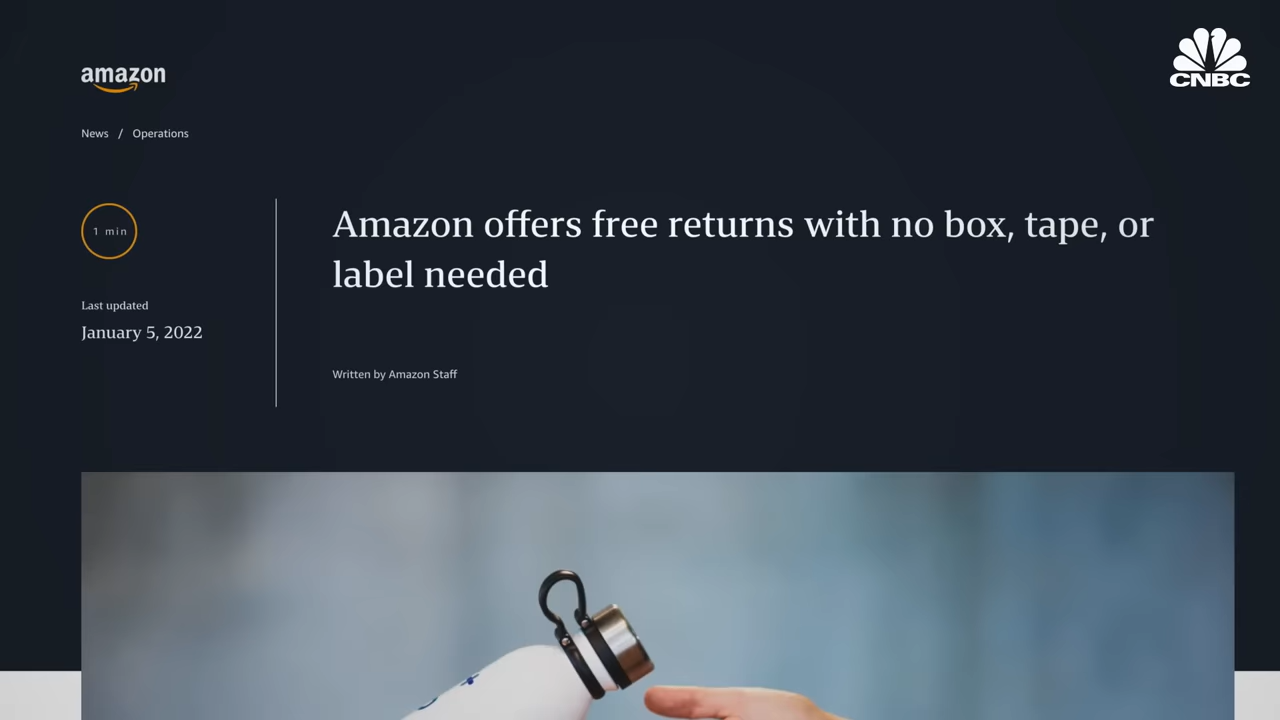 amazon
CNBC
News / Operations
1 min
Amazon offers free returns with no box, tape, or
label needed
Last updated
January 5, 2022
Written by Amazon Staff